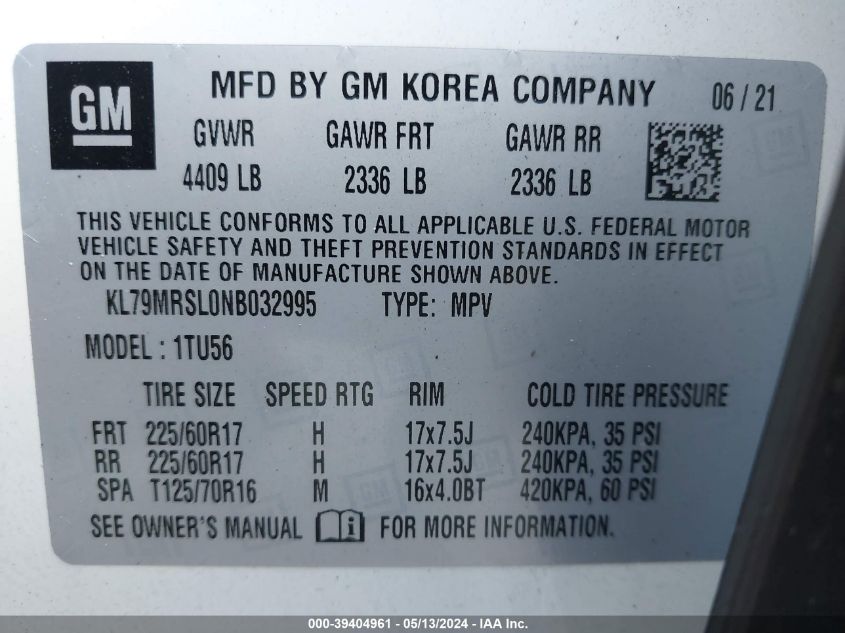 GM
MFD BY GM KOREA COMPANY 06 / 21
GVWR GAWR FRT GAWR RR
4409 LB 2336 LB 2336 LB
THIS VEHICLE CONFORMS TO ALL APPLICABLE U.S. FEDERAL MOTOR
VEHICLE SAFETY AND THEFT PREVENTION STANDARDS IN EFFECT
ON THE DATE OF MANUFACTURE SHOWN ABOVE.
KL79MRSL0NB032995 TYPE: MPV
MODEL : 1TU56
TIRE SIZE SPEED RTG RIM COLD TIRE PRESSURE
FRT 225/60R17 H 17x7.5J 240KPA, 35 PSI
RR 225/60R17 H 17x7.5J 240KPA, 35 PSI
SPA T125/70R16 M 16x4.0BT 420KPA, 60 PSI
SEE OWNER'S MANUAL i FOR MORE INFORMATION.
000-39404961 - 05/13/2024 - IAA Inc.